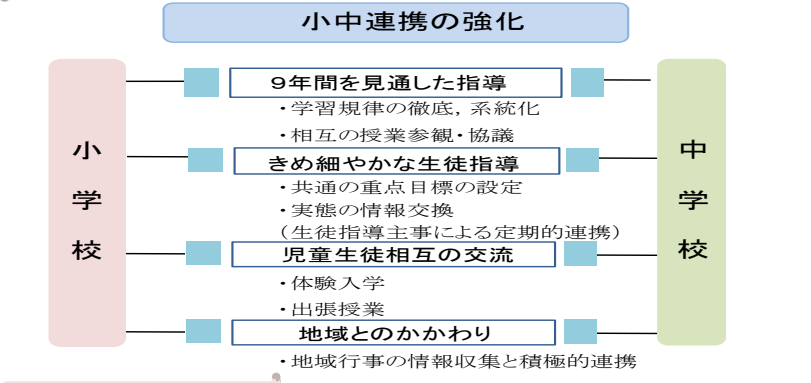 小中連携の強化
小学校
9年間を見通した指導
・学習規律の徹底，系統化
・相互の授業参観・協議
きめ細やかな生徒指導
・共通の重点目標の設定
・実態の情報交換
（生徒指導主事による定期的連携）
児童生徒相互の交流
・体験入学
・出張授業
地域とのかかわり
・地域行事の情報収集と積極的連携
中学校